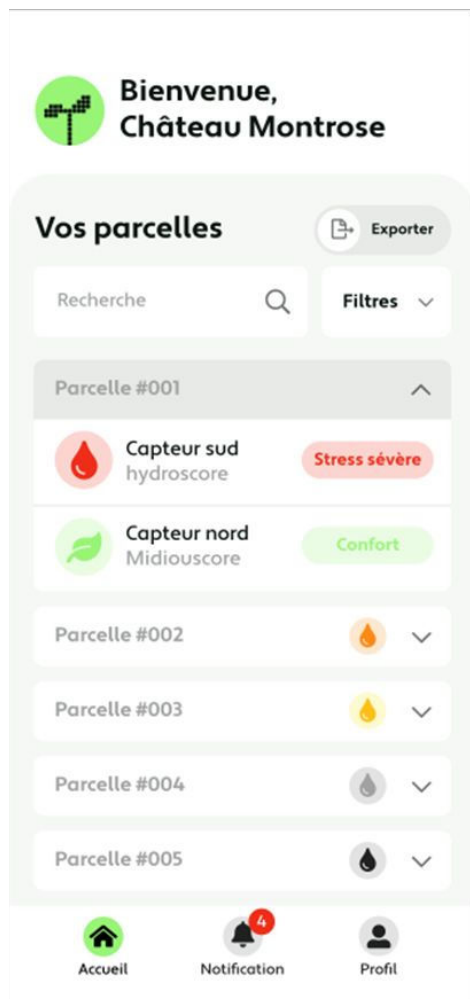 Bienvenue,
Château Montrose
Vos parcelles
Exporter
Recherche
Filtres
Parcelle #001
Capteur sud
hydroscore
Stress sévère
Capteur nord
Midiouscore
Confort
Parcelle #002
Parcelle #003
Parcelle #004
Parcelle #005
4
Accueil
Notification
Profil